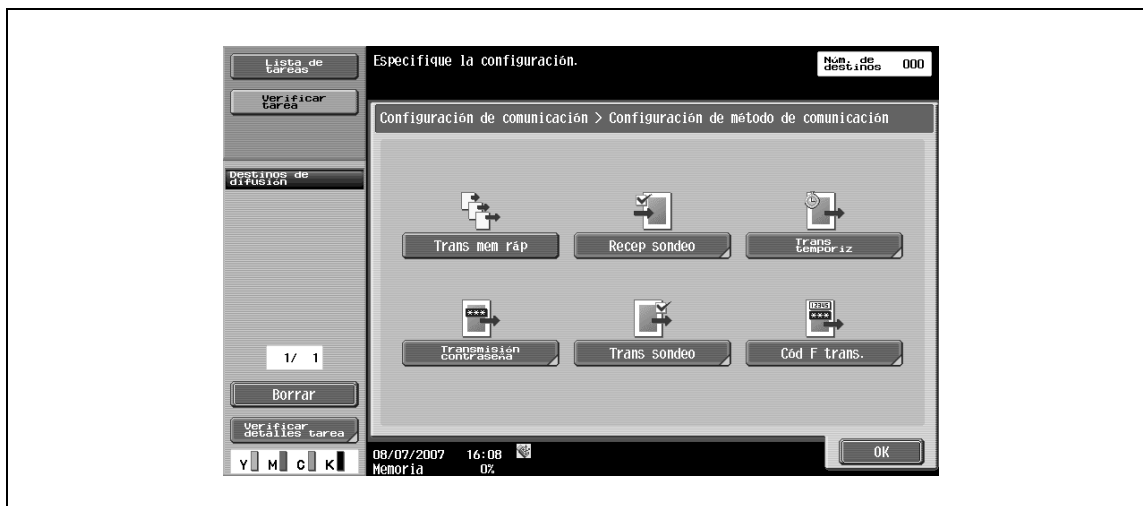 Lista de
tareas
Verificar
tarea
Destinos de
difusión
1/ 1
Borrar
Verificar
detalles tarea
Y M C K
Especifique la configuración.
Núm. de
destinos 000
Configuración de comunicación > Configuración de método de comunicación
Trans mem ráp
Recep sondeo
Trans
temporiz
***
12345
***
Transmisión
contraseña
Trans sondeo
Cód F trans.
08/07/2007 16:08
Memoria 0%
OK